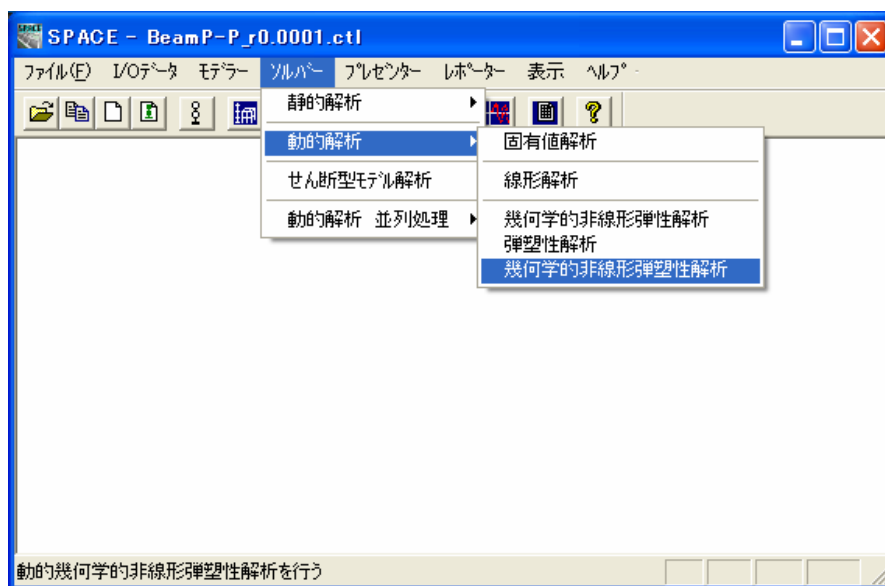 SPACE - BeamP-P_r0.0001.ctl
ファイル(F) I/Oデータ モデラー ソルバー プレゼンター レポーター 表示 ヘルプ
静的解析
動的解析
せん断型モデル解析
動的解析 並列処理
固有値解析
線形解析
幾何学的非線形弾性解析
弾塑性解析
幾何学的非線形弾塑性解析
動的幾何学的非線形弾塑性解析を行う